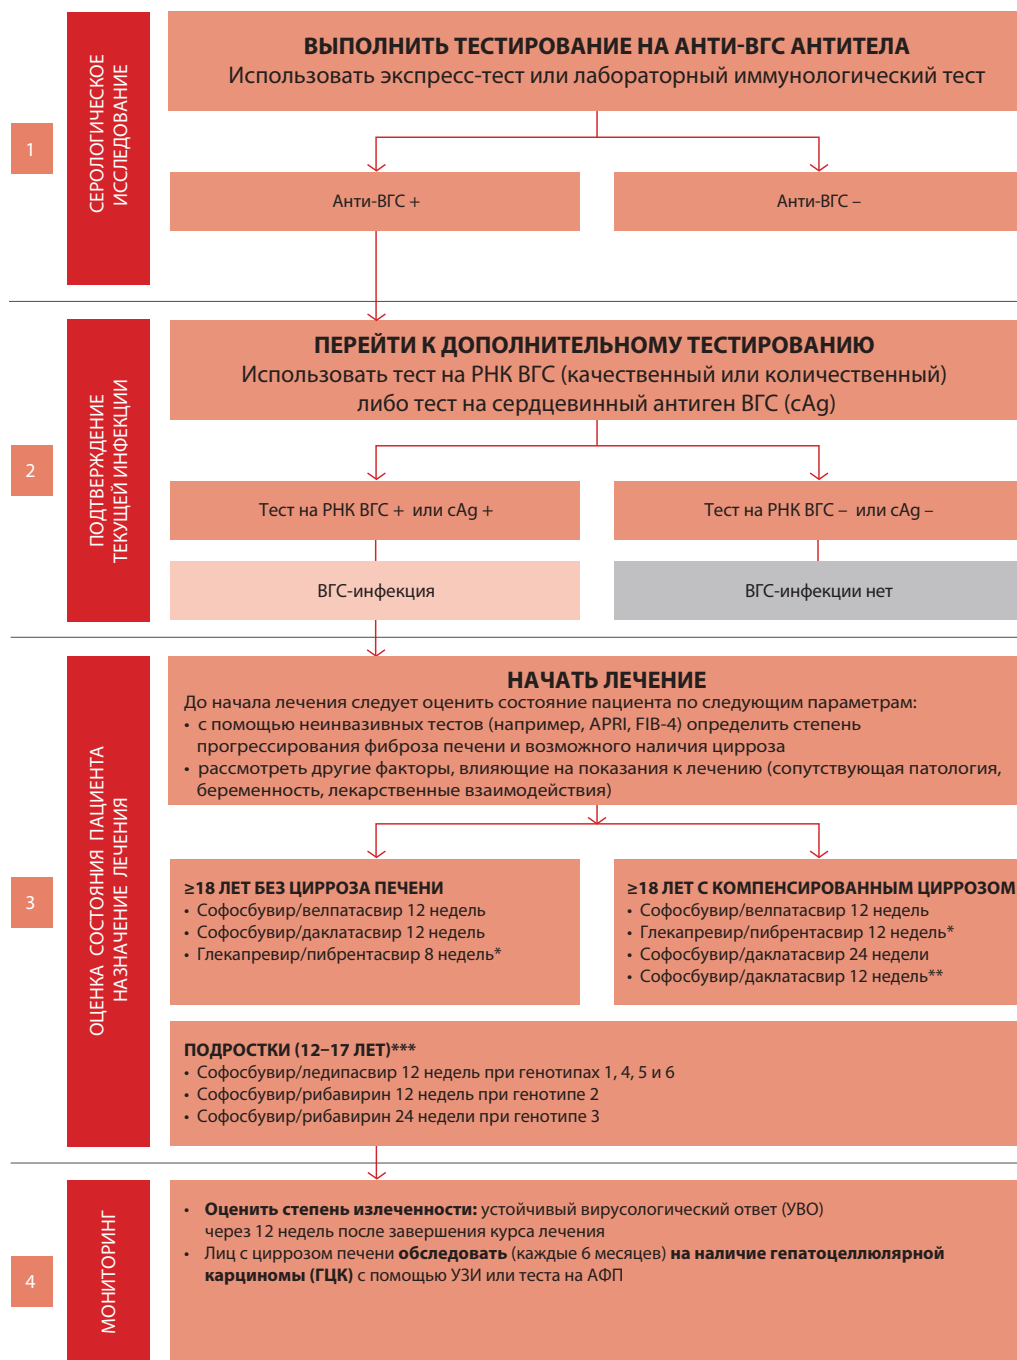 1
СЕРОЛОГИЧЕСКОЕ
ИССЛЕДОВАНИЕ
ВЫПОЛНИТЬ ТЕСТИРОВАНИЕ НА АНТИ-ВГС АНТИТЕЛА
Использовать экспресс-тест или лабораторный иммунологический тест
Анти-ВГС +
Анти-ВГС –
2
ПОДТВЕРЖДЕНИЕ
ТЕКУЩЕЙ ИНФЕКЦИИ
ПЕРЕЙТИ К ДОПОЛНИТЕЛЬНОМУ ТЕСТИРОВАНИЮ
Использовать тест на РНК ВГС (качественный или количественный)
либо тест на сердцевинный антиген ВГС (cAg)
Тест на РНК ВГС + или cAg +
Тест на РНК ВГС – или cAg –
ВГС-инфекция
ВГС-инфекции нет
3
ОЦЕНКА СОСТОЯНИЯ ПАЦИЕНТА
НАЗНАЧЕНИЕ ЛЕЧЕНИЯ
НАЧАТЬ ЛЕЧЕНИЕ
До начала лечения следует оценить состояние пациента по следующим параметрам:
• с помощью неинвазивных тестов (например, APRI, FIB-4) определить степень
прогрессирования фиброза печени и возможного наличия цирроза
• рассмотреть другие факторы, влияющие на показания к лечению (сопутствующая патология,
беременность, лекарственные взаимодействия)
≥18 ЛЕТ БЕЗ ЦИРРОЗА ПЕЧЕНИ
• Софосбувир/велпатасвир 12 недель
• Софосбувир/даклатасвир 12 недель
• Глекапревир/пибрентасвир 8 недель*
≥18 ЛЕТ С КОМПЕНСИРОВАННЫМ ЦИРРОЗОМ
• Софосбувир/велпатасвир 12 недель
• Глекапревир/пибрентасвир 12 недель*
• Софосбувир/даклатасвир 24 недели
• Софосбувир/даклатасвир 12 недель**
ПОДРОСТКИ (12–17 ЛЕТ)***
• Софосбувир/ледипасвир 12 недель при генотипах 1, 4, 5 и 6
• Софосбувир/рибавирин 12 недель при генотипе 2
• Софосбувир/рибавирин 24 недели при генотипе 3
4
МОНИТОРИНГ
• Оценить степень излеченности: устойчивый вирусологический ответ (УВО)
через 12 недель после завершения курса лечения
• Лиц с циррозом печени обследовать (каждые 6 месяцев) на наличие гепатоцеллюлярной
карциномы (ГЦК) с помощью УЗИ или теста на АФП